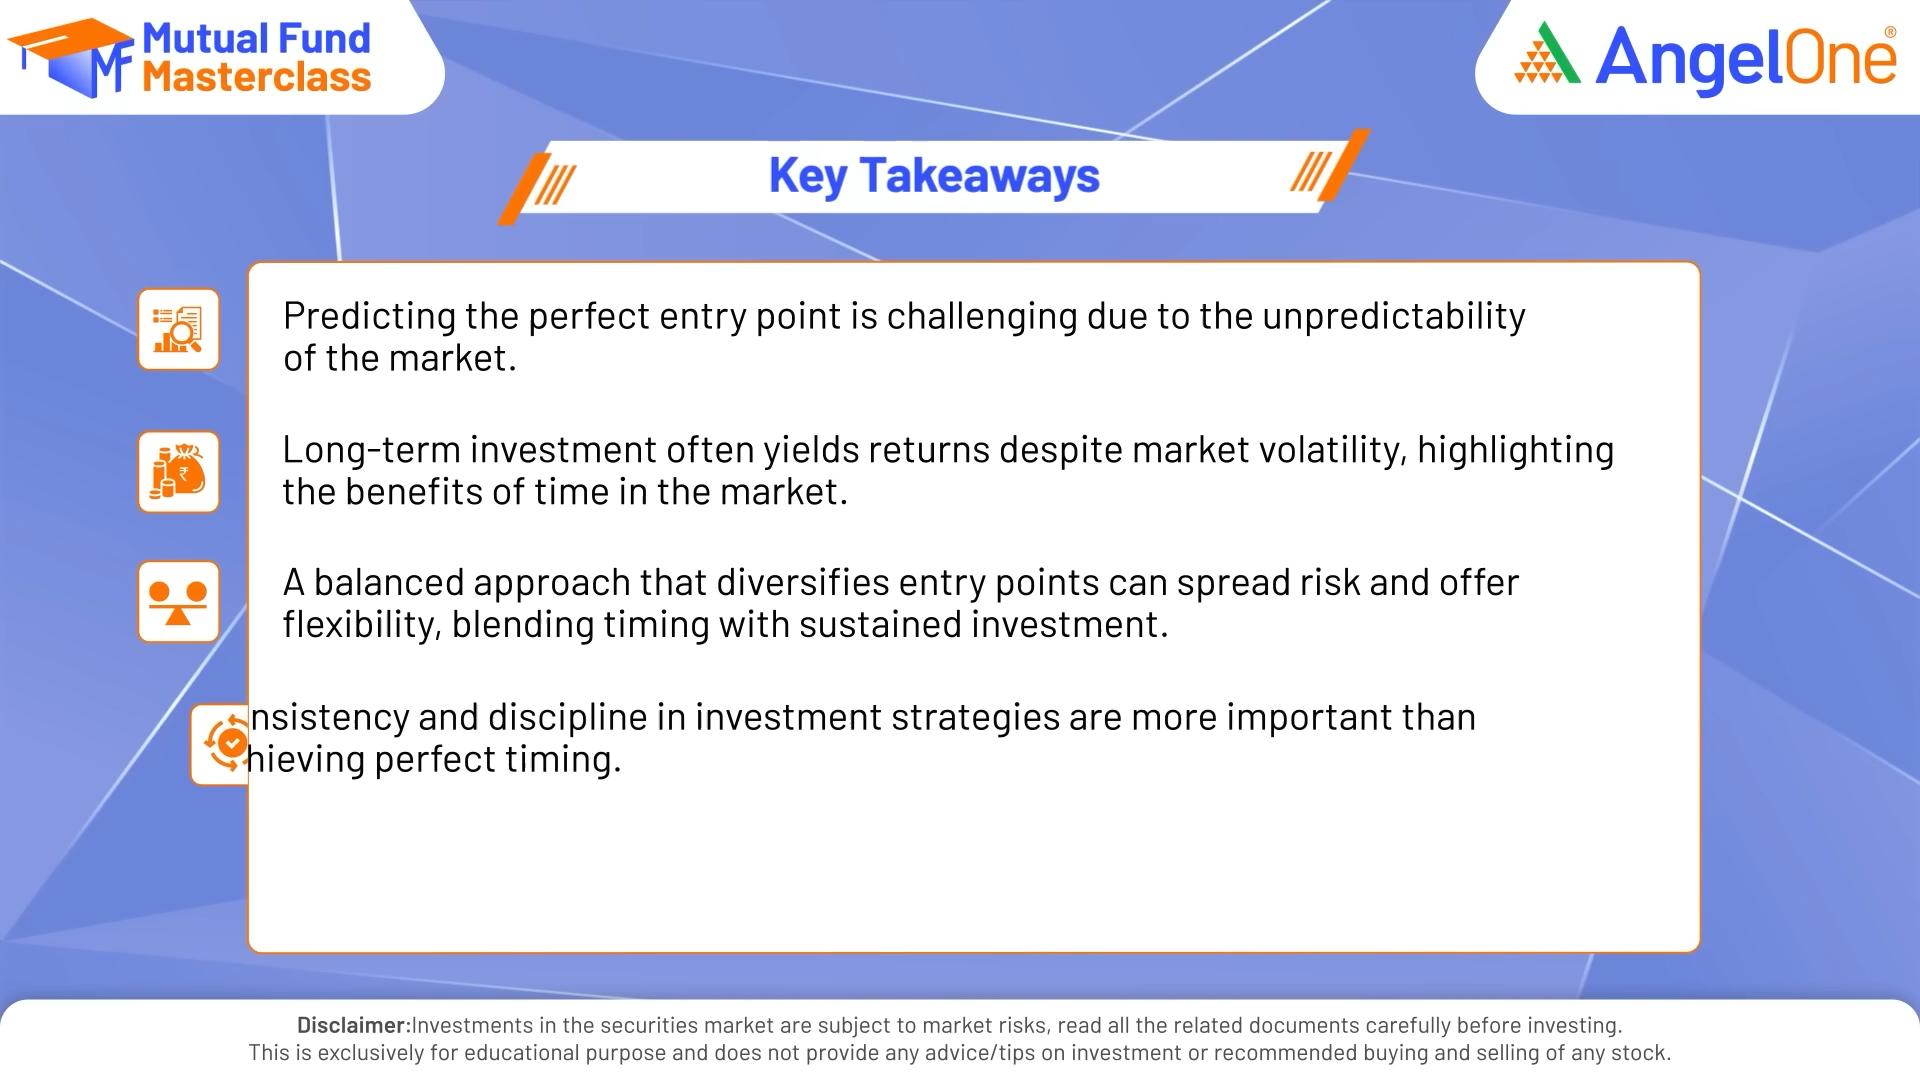 Mutual Fund
Masterclass
MF
AngelOne®
Key Takeaways
Predicting the perfect entry point is challenging due to the unpredictability
of the market.
₹
Long-term investment often yields returns despite market volatility, highlighting
the benefits of time in the market.
A balanced approach that diversifies entry points can spread risk and offer
flexibility, blending timing with sustained investment.
nsistency and discipline in investment strategies are more important than
hieving perfect timing.
Disclaimer:Investments in the securities market are subject to market risks, read all the related documents carefully before investing.
This is exclusively for educational purpose and does not provide any advice/tips on investment or recommended buying and selling of any stock.